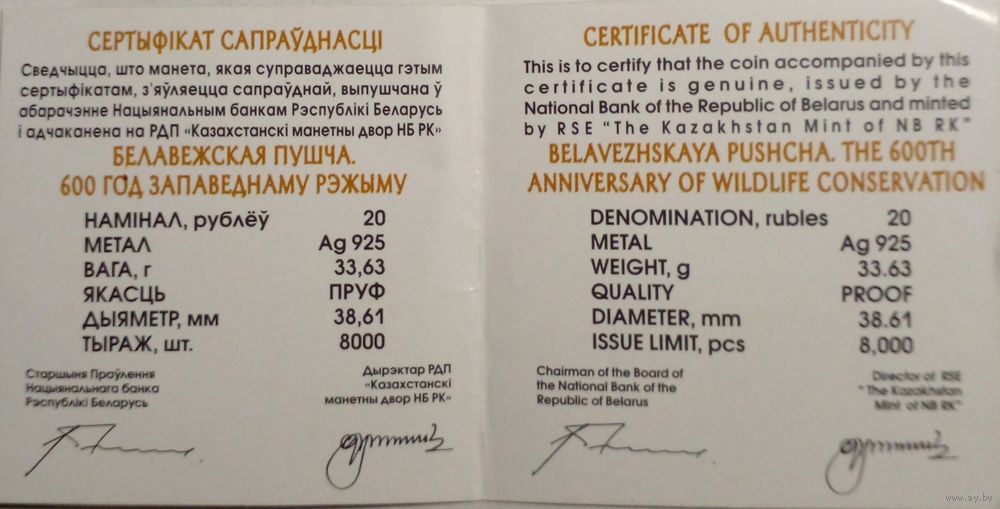 СЕРТЫФІКАТ САПРАЎДНАСЦІ
Сведчыцца, што манета, якая суправаджаецца гэтым
сертыфікатам, з'яўляецца сапраўднай, выпушчана ў
абарачэнне Нацыянальным банкам Рэспублікі Беларусь
і адчаканена на РДП «Казахстанскі манетны двор НБ РК»
БЕЛАВЕЖСКАЯ ПУШЧА.
600 ГОД ЗАПАВЕДНАМУ РЭЖЫМУ
НАМІНАЛ, рублёў 20
МЕТАЛ Ag 925
ВАГА, г 33,63
ЯКАСЦЬ ПРУФ
ДЫЯМЕТР, мм 38,61
ТЫРАЖ, шт. 8000
Старшыня Праўлення
Нацыянальнага банка
Рэспублікі Беларусь
Дырэктар РДП
«Казахстанскі
манетны двор НБ РК»
CERTIFICATE OF AUTHENTICITY
This is to certify that the coin accompanied by this
certificate is genuine, issued by the
National Bank of the Republic of Belarus and minted
by RSE "The Kazakhstan Mint of NB RK"
BELAVEZHSKAYA PUSHCHA. THE 600TH
ANNIVERSARY OF WILDLIFE CONSERVATION
DENOMINATION, rubles 20
METAL Ag 925
WEIGHT, g 33.63
QUALITY PROOF
DIAMETER, mm 38.61
ISSUE LIMIT, pcs 8,000
Chairman of the Board of
the National Bank of the
Republic of Belarus
Director of RSE
"The Kazakhstan
Mint of NB RK"
www.ay.by